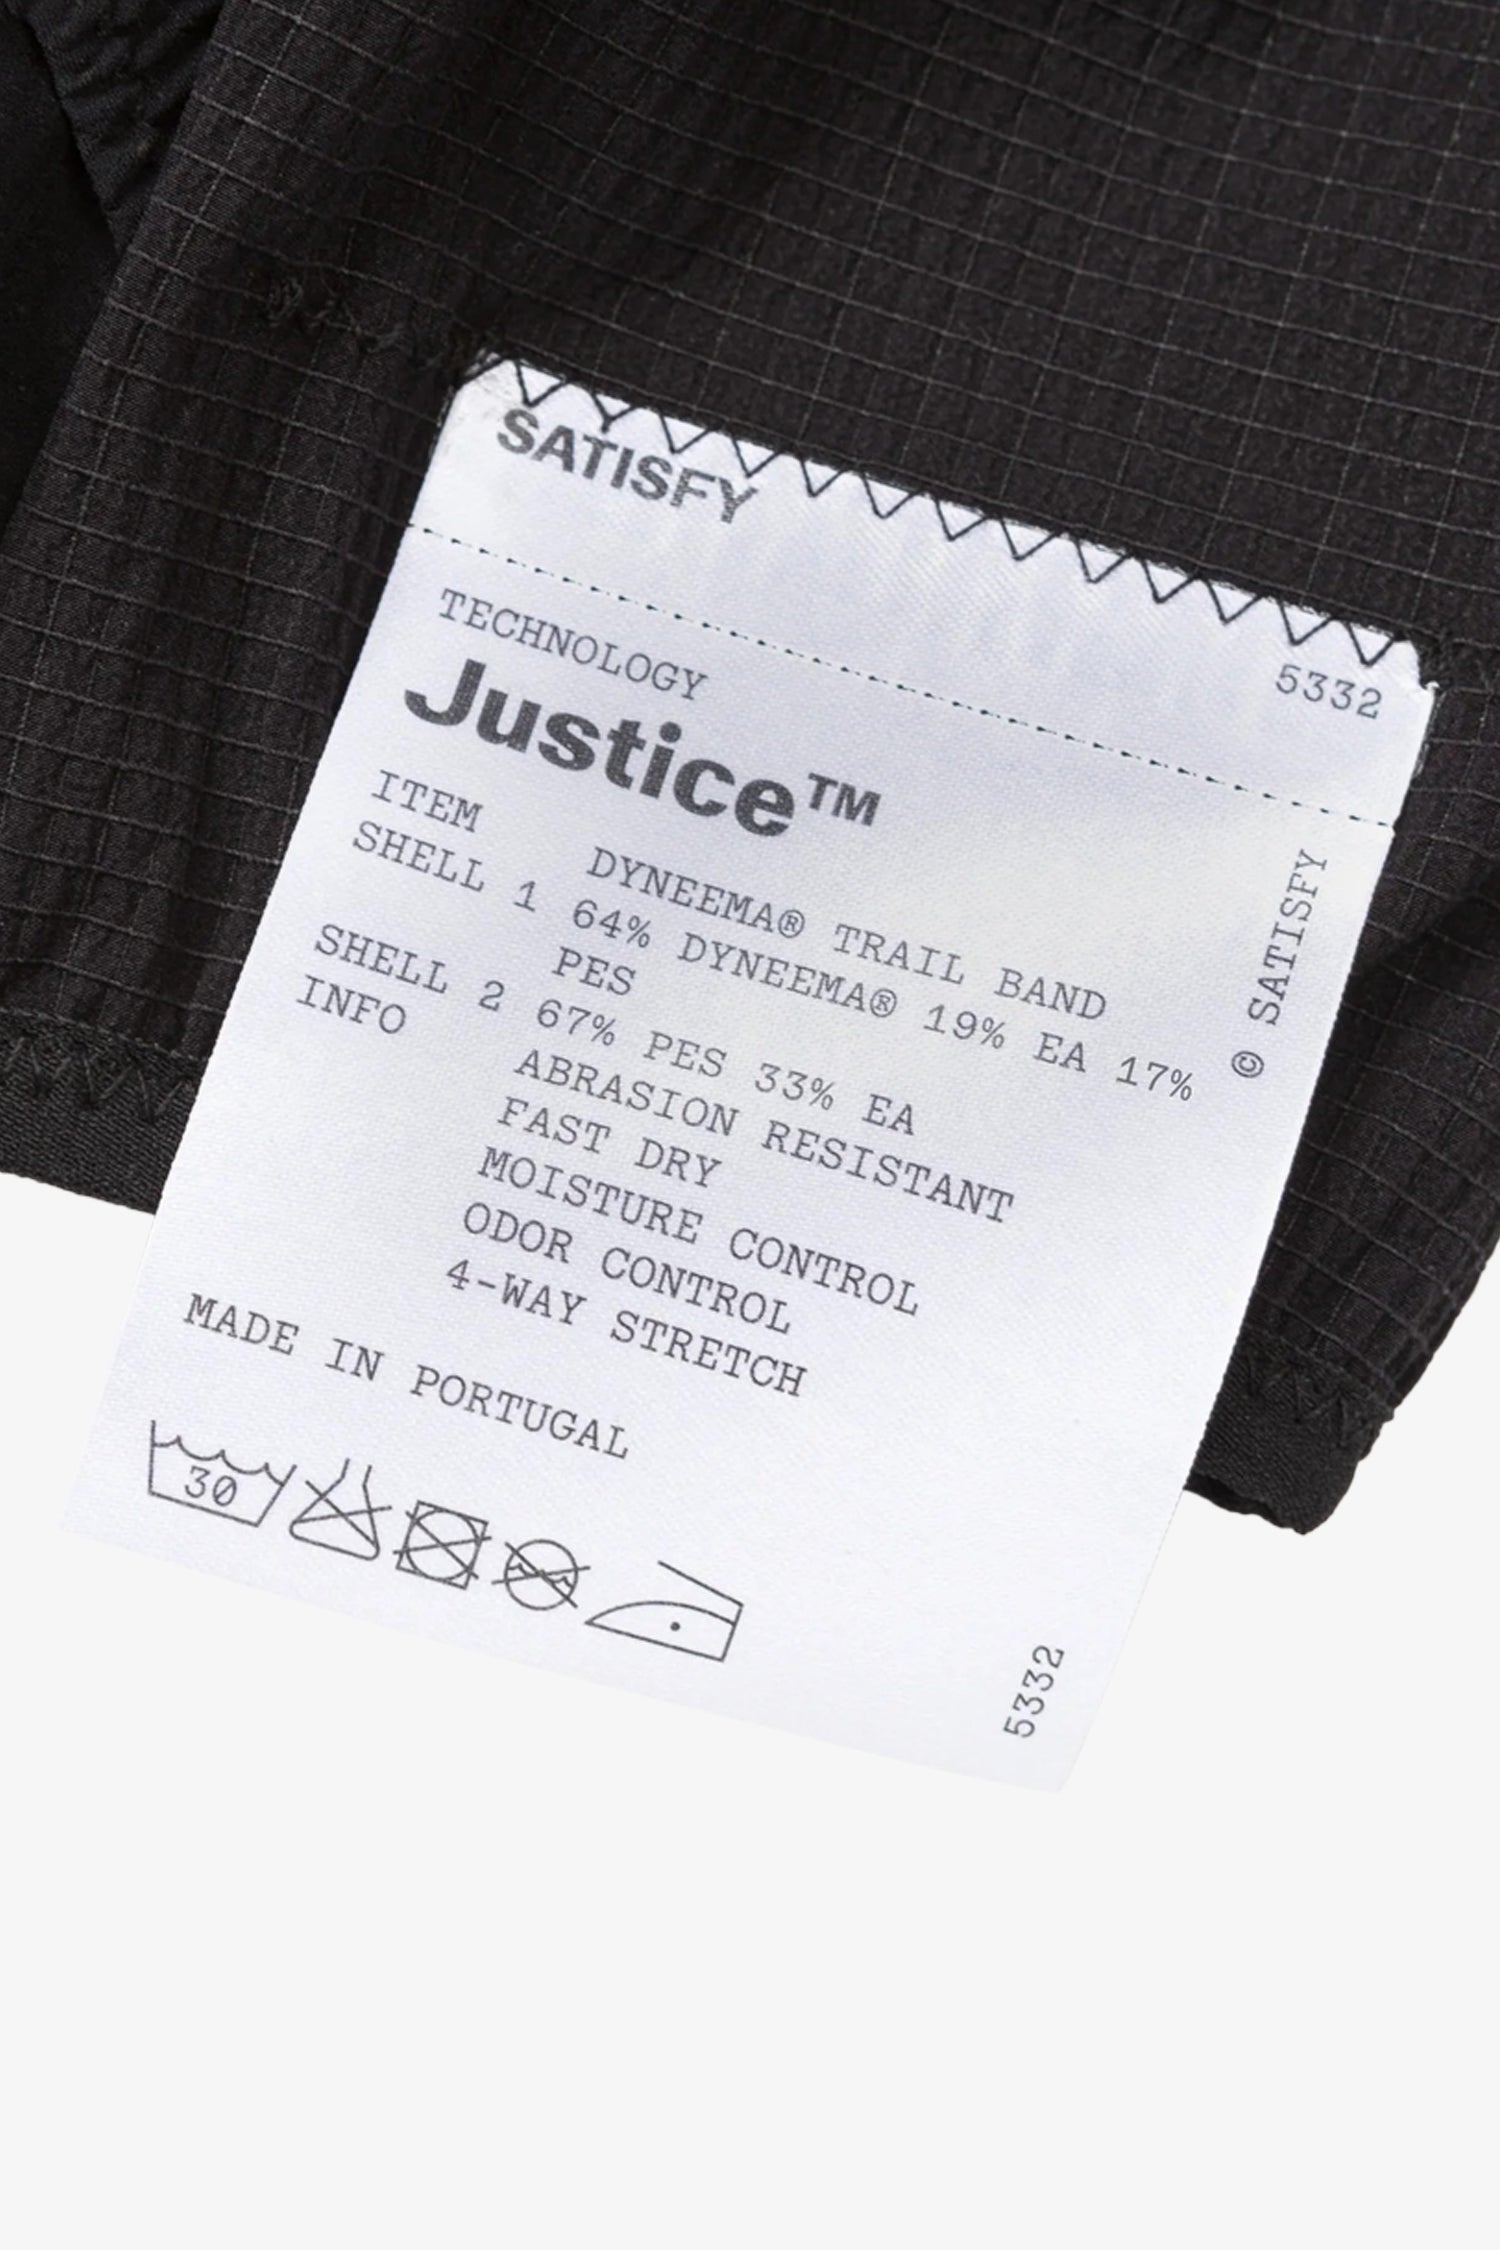 SATISFY
5332
TECHNOLOGY
Justice™
ITEM DYNEEMA® TRAIL BAND
SHELL 1 64% DYNEEMA® 19% EA 17%
PES
SHELL 2 67% PES 33% EA
INFO ABRASION RESISTANT
FAST DRY
MOISTURE CONTROL
ODOR CONTROL
4-WAY STRETCH
MADE IN PORTUGAL
30
© SATISFY
5332